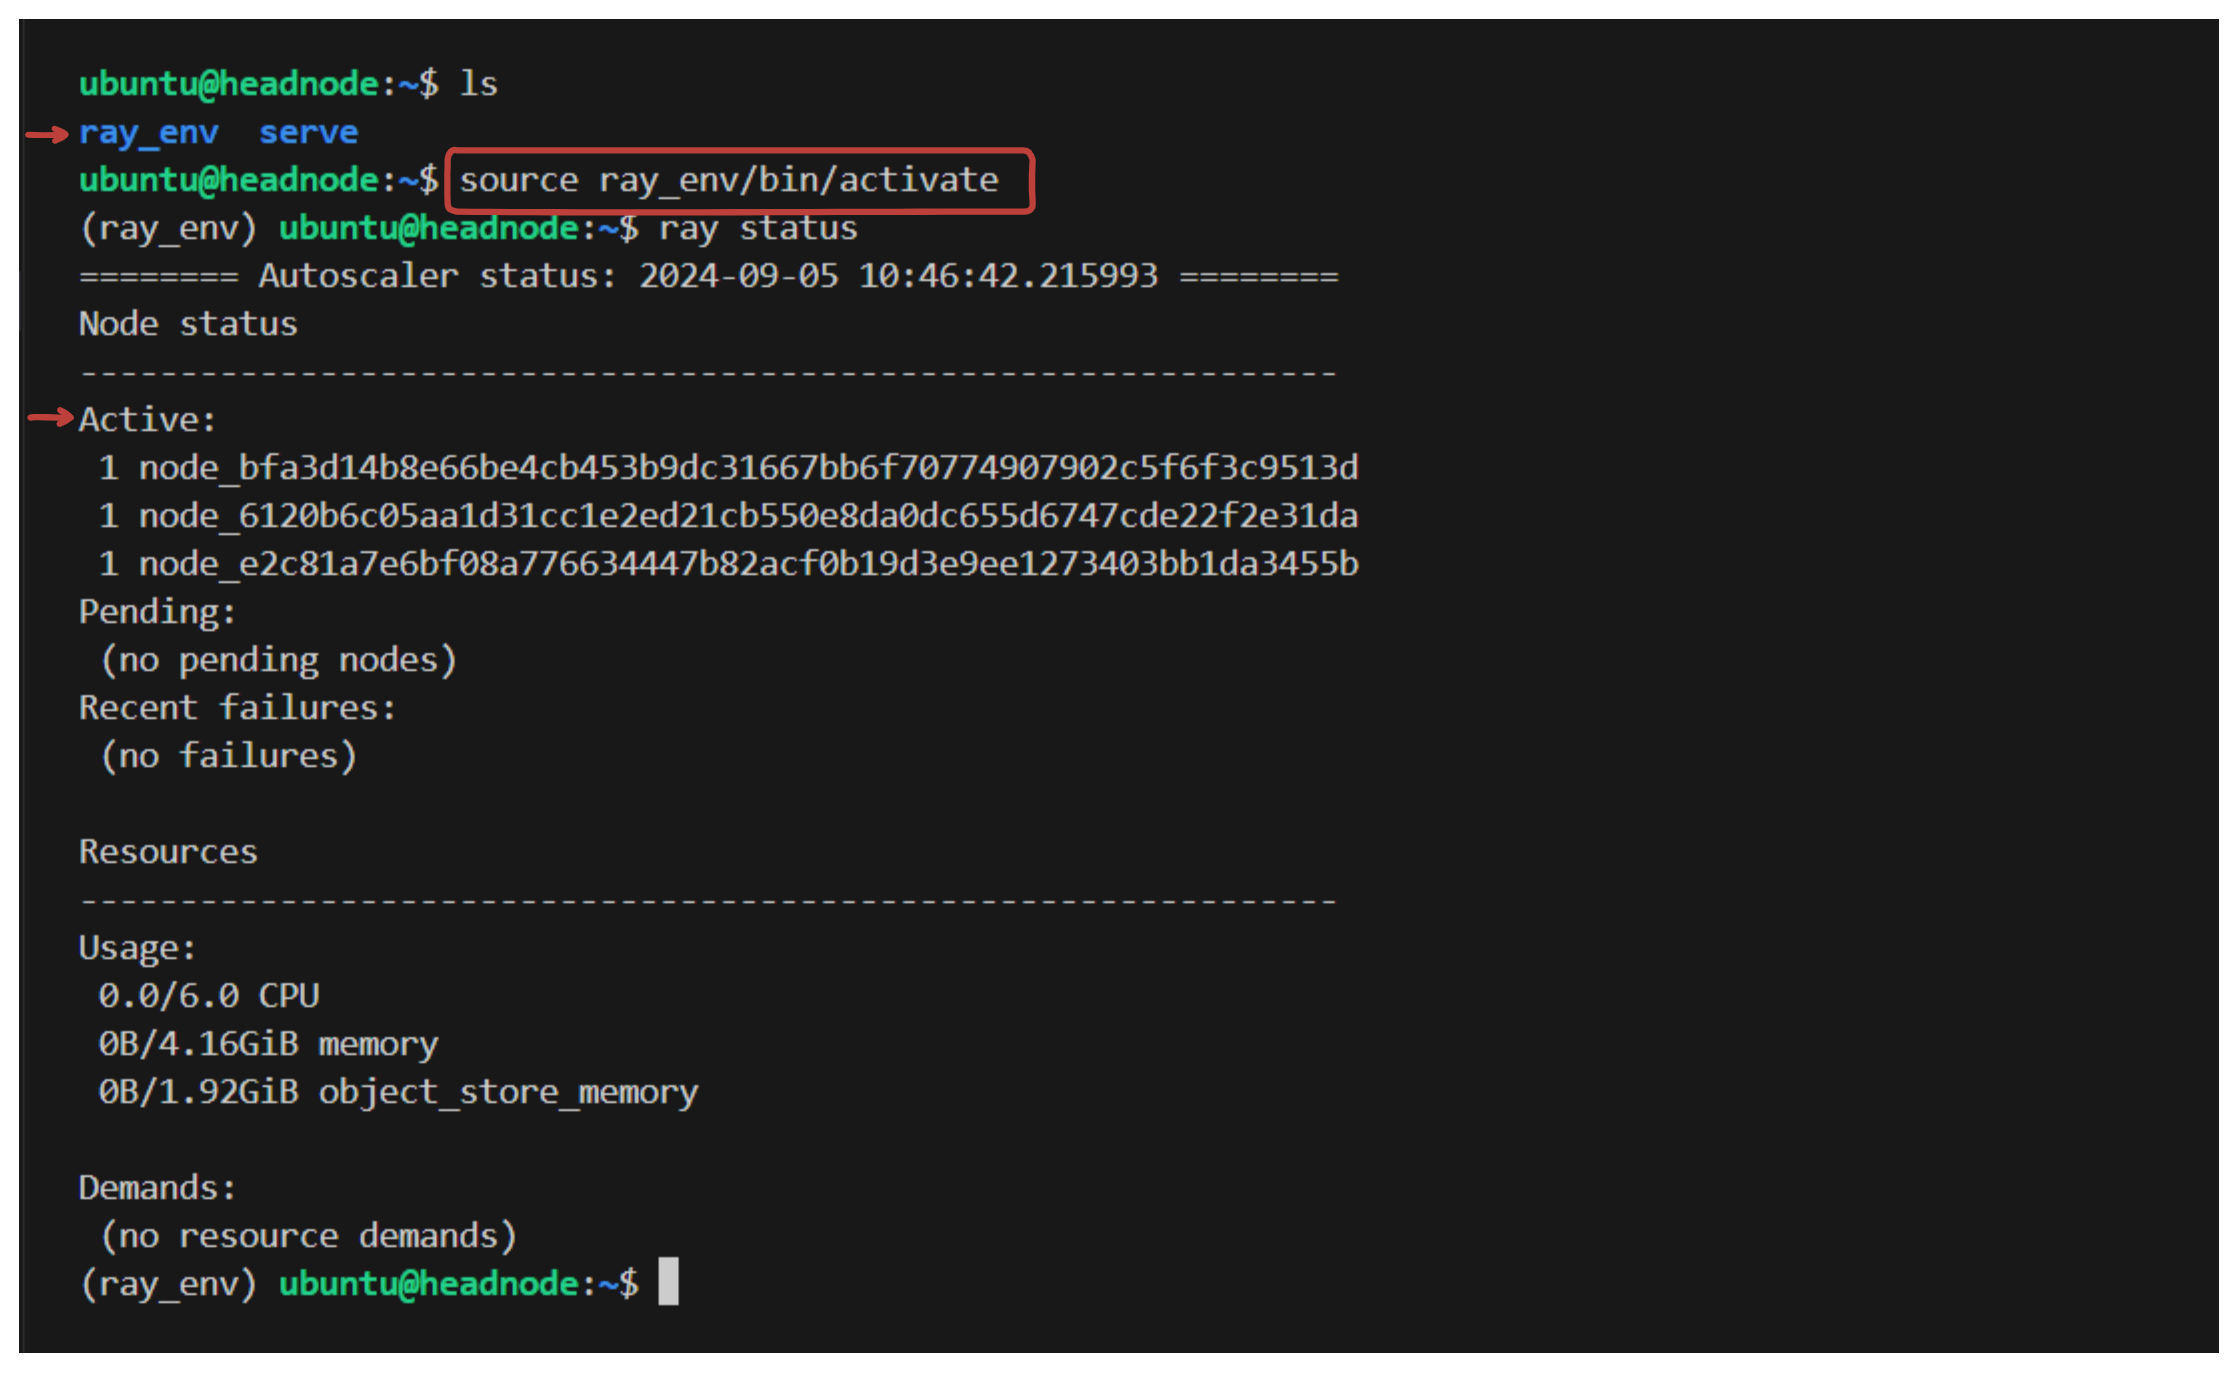 ubuntu@headnode:~$ ls
ray_env  serve
ubuntu@headnode:~$ source ray_env/bin/activate
(ray_env) ubuntu@headnode:~$ ray status
======== Autoscaler status: 2024-09-05 10:46:42.215993 ========
Node status
---------------------------------------------------------------
Active:
 1 node_bfa3d14b8e66be4cb453b9dc31667bb6f70774907902c5f6f3c9513d
 1 node_6120b6c05aa1d31cc1e2ed21cb550e8da0dc655d6747cde22f2e31da
 1 node_e2c81a7e6bf08a776634447b82acf0b19d3e9ee1273403bb1da3455b
Pending:
 (no pending nodes)
Recent failures:
 (no failures)
Resources
---------------------------------------------------------------
Usage:
 0.0/6.0 CPU
 0B/4.16GiB memory
 0B/1.92GiB object_store_memory
Demands:
 (no resource demands)
(ray_env) ubuntu@headnode:~$